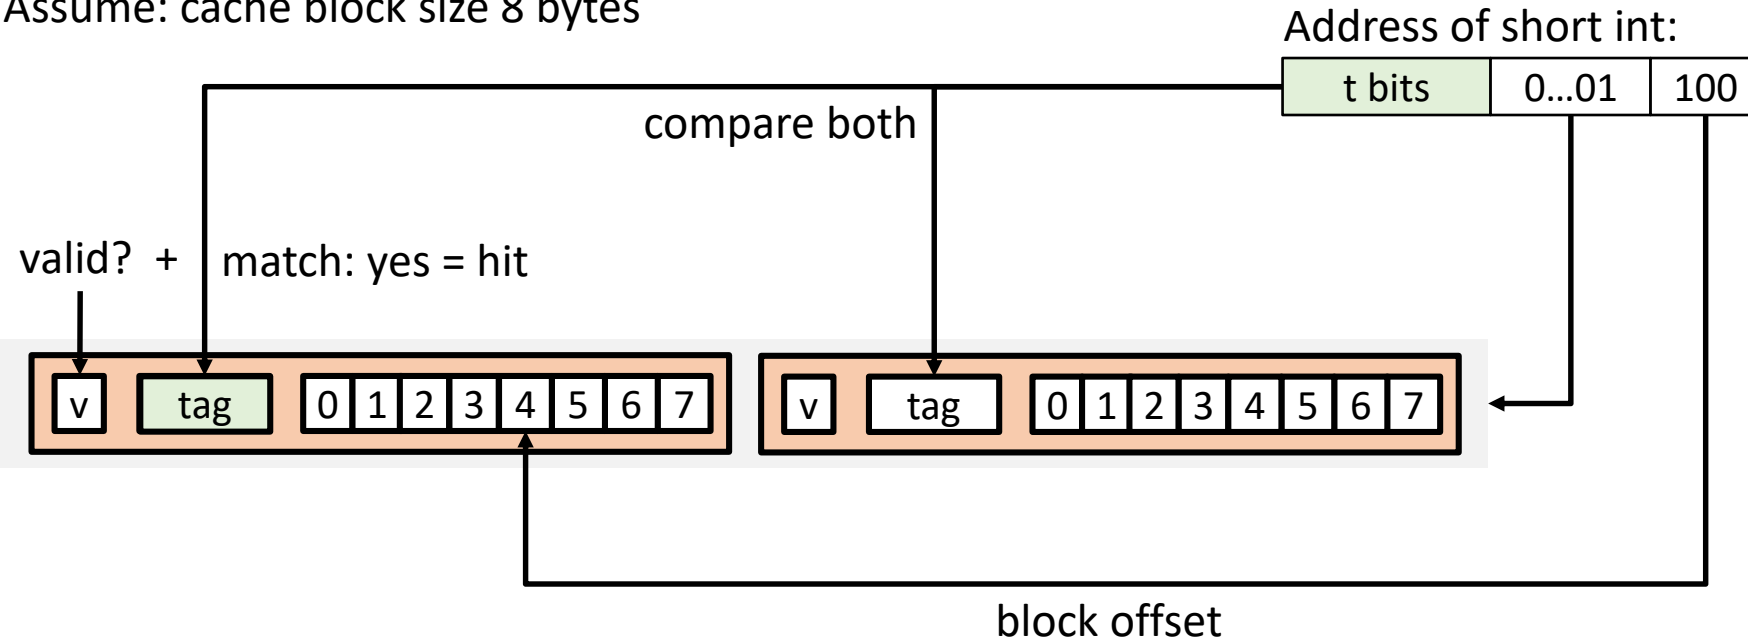 Assume: cache block size 8 bytes
Address of short int:
t bits 0...01 100
compare both
valid? + match: yes = hit
v tag 0 1 2 3 4 5 6 7 v tag 0 1 2 3 4 5 6 7
block offset